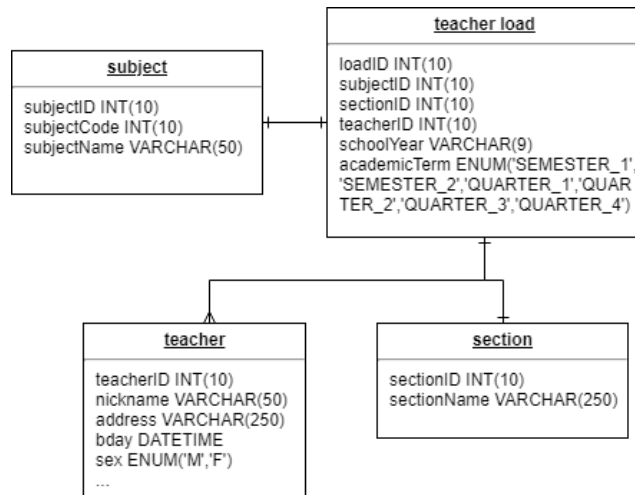 teacher load
loadID INT(10)
subjectID INT(10)
sectionID INT(10)
teacherID INT(10)
schoolYear VARCHAR(9)
academicTerm ENUM('SEMESTER_1',
'SEMESTER_2','QUARTER_1','QUAR
TER_2','QUARTER_3','QUARTER_4')
subject
subjectID INT(10)
subjectCode INT(10)
subjectName VARCHAR(50)
teacher
teacherID INT(10)
nickname VARCHAR(50)
address VARCHAR(250)
bday DATETIME
sex ENUM('M','F')
...
section
sectionID INT(10)
sectionName VARCHAR(250)